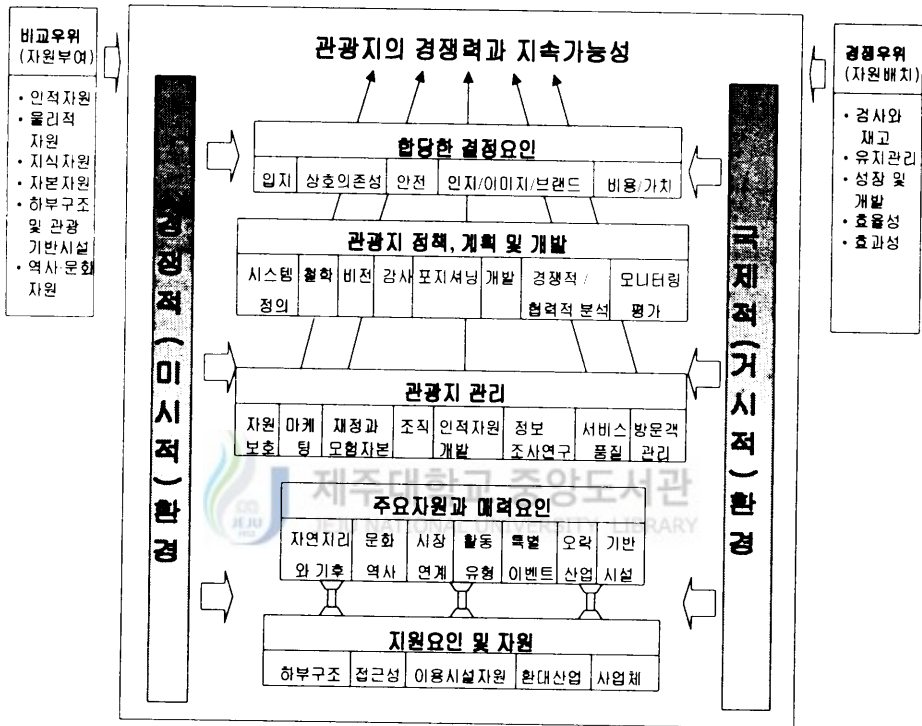 비교우위
(자원부여)
• 인적자원
• 물리적
자원
• 지식자원
• 자본자원
• 하부구조
및 관광
기반시설
• 역사·문화
자원
경쟁적(미시적)환경
관광지의 경쟁력과 지속가능성
합당한 결정요인
입지 상호의존성 안전 인지/이미지/브랜드 비용/가치
관광지 정책, 계획 및 개발
시스템 철학 비전 감사 포지셔닝 개발 경쟁적 / 모니터링
정의 협력적 분석 평가
관광지 관리
자원 마케 재정과 조직 인적자원 정보 서비스 방문객
보호 팅 모험자본 개발 조사연구 품질 관리
제주대학교 중앙도서관
JEJU NATIONAL UNIVERSITY LIBRARY
JEJU
1952
주요자원과 매력요인
자연지리 문화 시장 활동 특별 오락 기반
와 기후 역사 연계 유형 이벤트 산업 시설
지원요인 및 자원
하부구조 접근성 이용시설자원 환대산업 사업체
국제적(거시적)환경
경쟁우위
(자원배치)
• 검사와
재고
• 유지관리
• 성장 및
개발
• 효율성
• 효과성